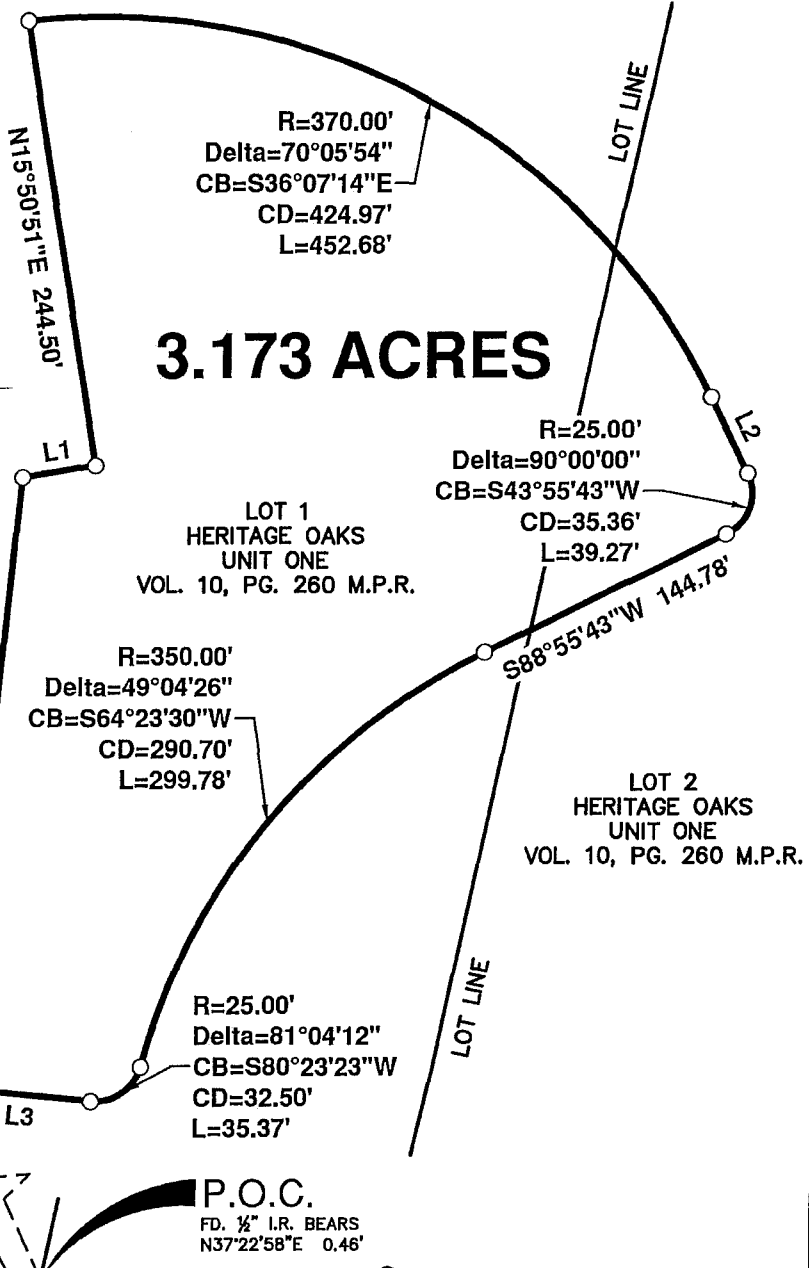 R=370.00'
Delta=70°05'54"
CB=S36°07'14"E
CD=424.97'
L=452.68'
LOT LINE
N15°50'51"E 244.50'
3.173 ACRES
L1
L2
R=25.00'
Delta=90°00'00"
CB=S43°55'43"W
CD=35.36'
L=39.27'
LOT 1
HERITAGE OAKS
UNIT ONE
VOL. 10, PG. 260 M.P.R.
S88°55'43"W 144.78'
R=350.00'
Delta=49°04'26"
CB=S64°23'30"W
CD=290.70'
L=299.78'
LOT 2
HERITAGE OAKS
UNIT ONE
VOL. 10, PG. 260 M.P.R.
LOT LINE
R=25.00'
Delta=81°04'12"
CB=S80°23'23"W
CD=32.50'
L=35.37'
L3
P.O.C.
FD. ½" I.R. BEARS
N37°22'58"E 0.46'